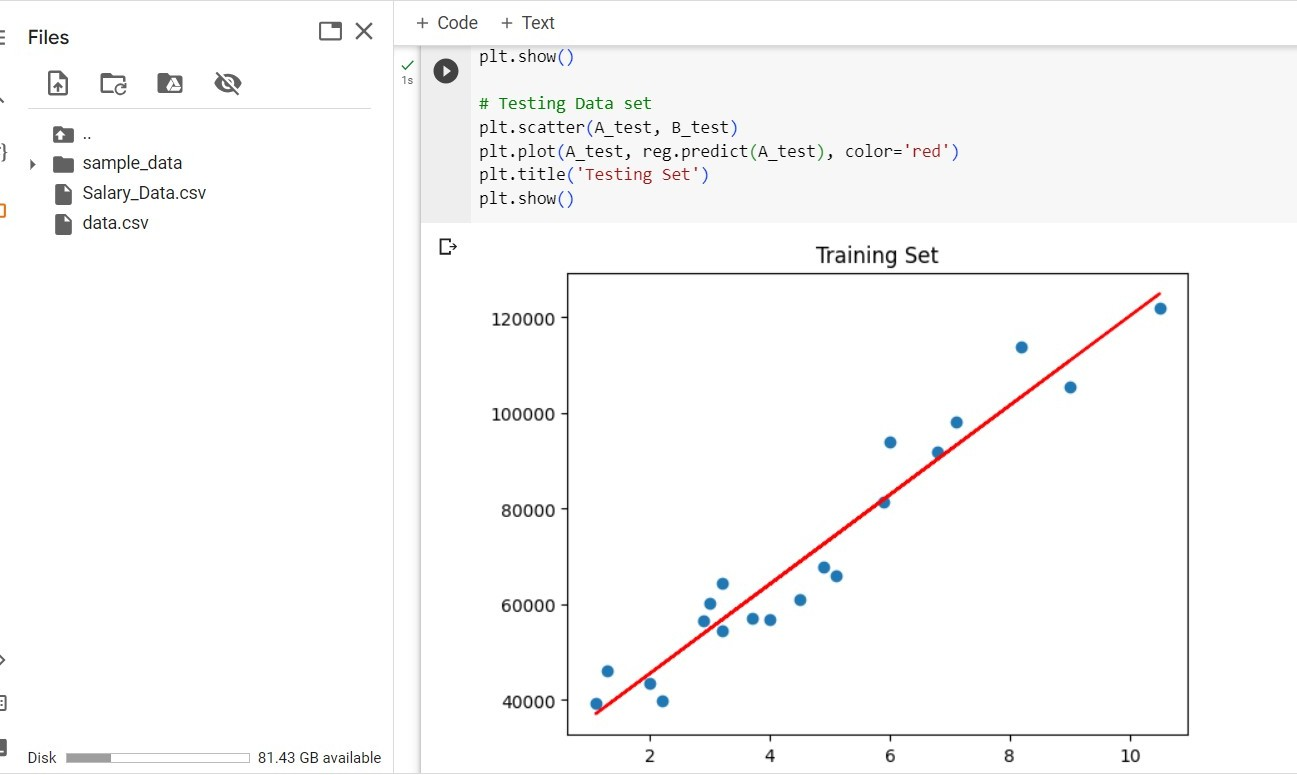 Files
..
sample_data
Salary_Data.csv
data.csv
Disk 81.43 GB available
+ Code + Text
1s
plt.show()
# Testing Data set
plt.scatter(A_test, B_test)
plt.plot(A_test, reg.predict(A_test), color='red')
plt.title('Testing Set')
plt.show()
Training Set
120000
100000
80000
60000
40000
2 4 6 8 10